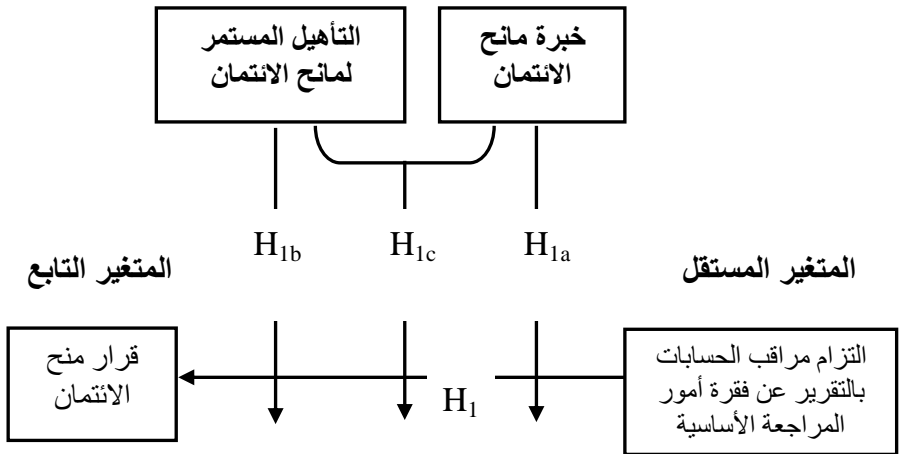 خبرة مانح
الائتمان
التأهيل المستمر
لمانح الائتمان
H1a
H1c
H1b
المتغير المستقل
المتغير التابع
التزام مراقب الحسابات
بالتقرير عن فقرة أمور
المراجعة الأساسية
H1
قرار منح
الائتمان